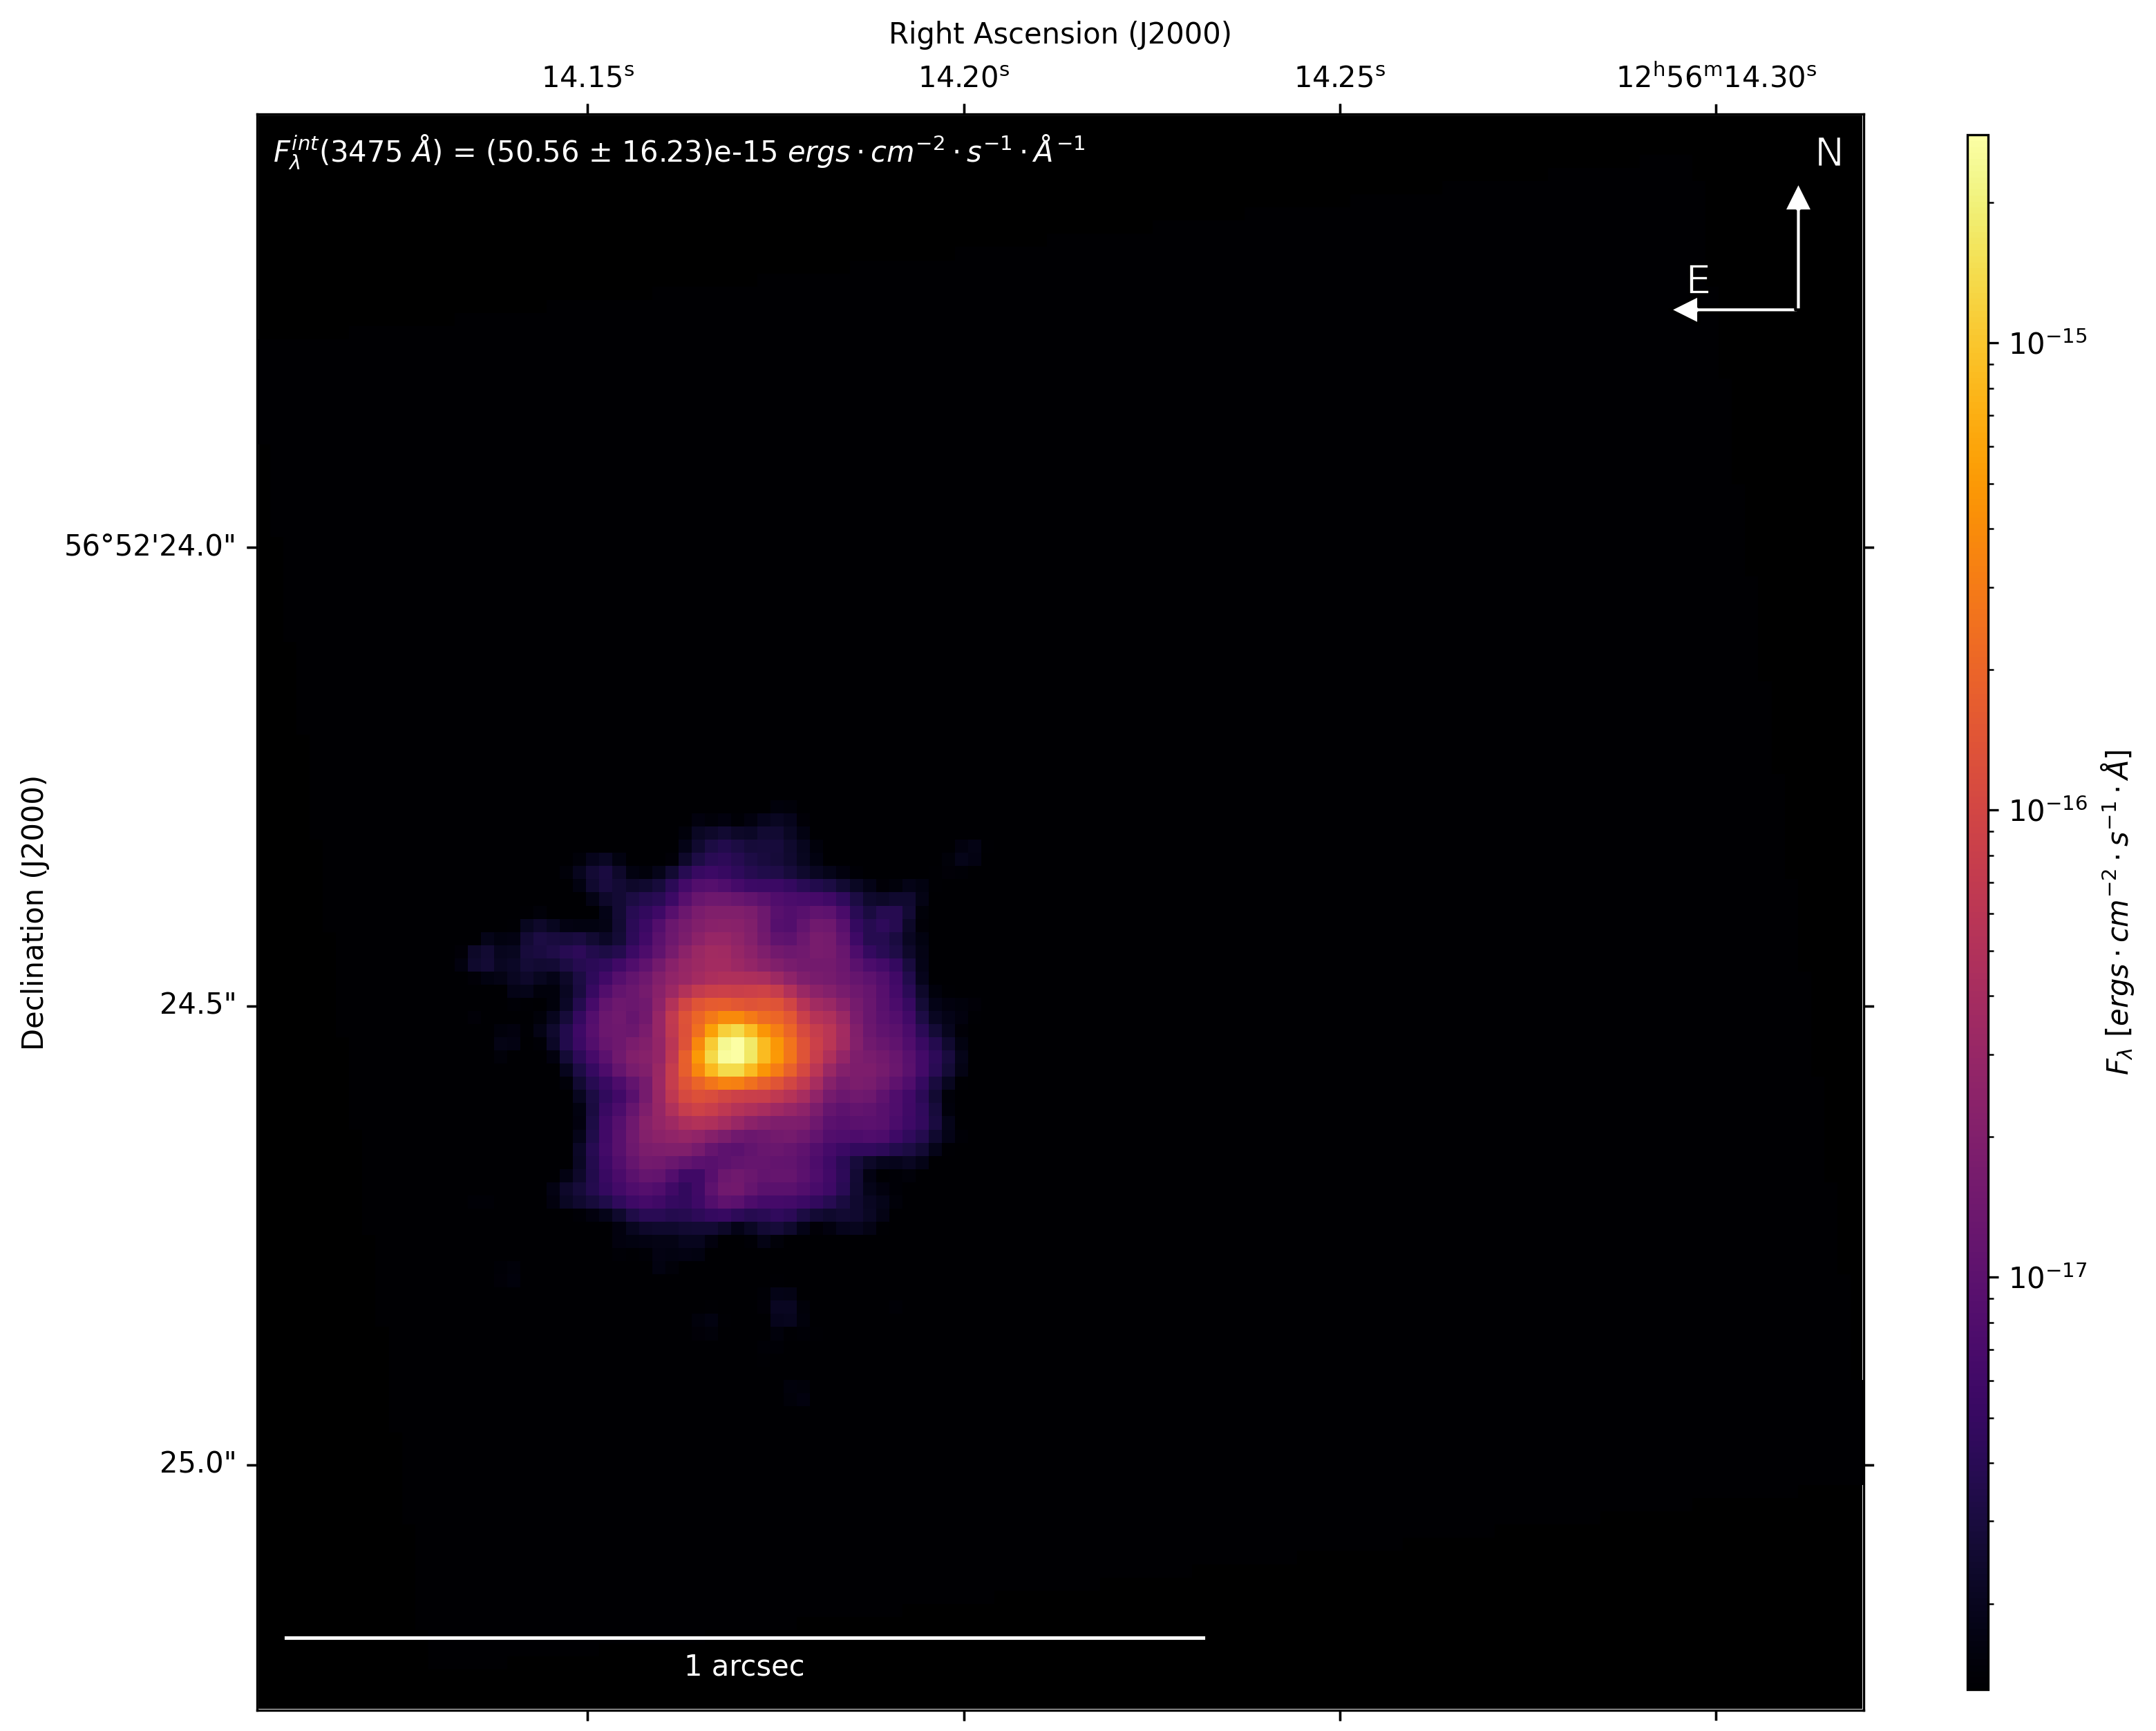 Right Ascension (J2000)
14.15ˢ 14.20ˢ 14.25ˢ 12ʰ56ᵐ14.30ˢ
F_λ^int(3475 Å) = (50.56 ± 16.23)e-15 ergs · cm⁻² · s⁻¹ · Å⁻¹
N
E
10⁻¹⁵
56°52'24.0"
10⁻¹⁶
Declination (J2000)
F_λ [ergs · cm⁻² · s⁻¹ · Å]
24.5"
10⁻¹⁷
25.0"
1 arcsec